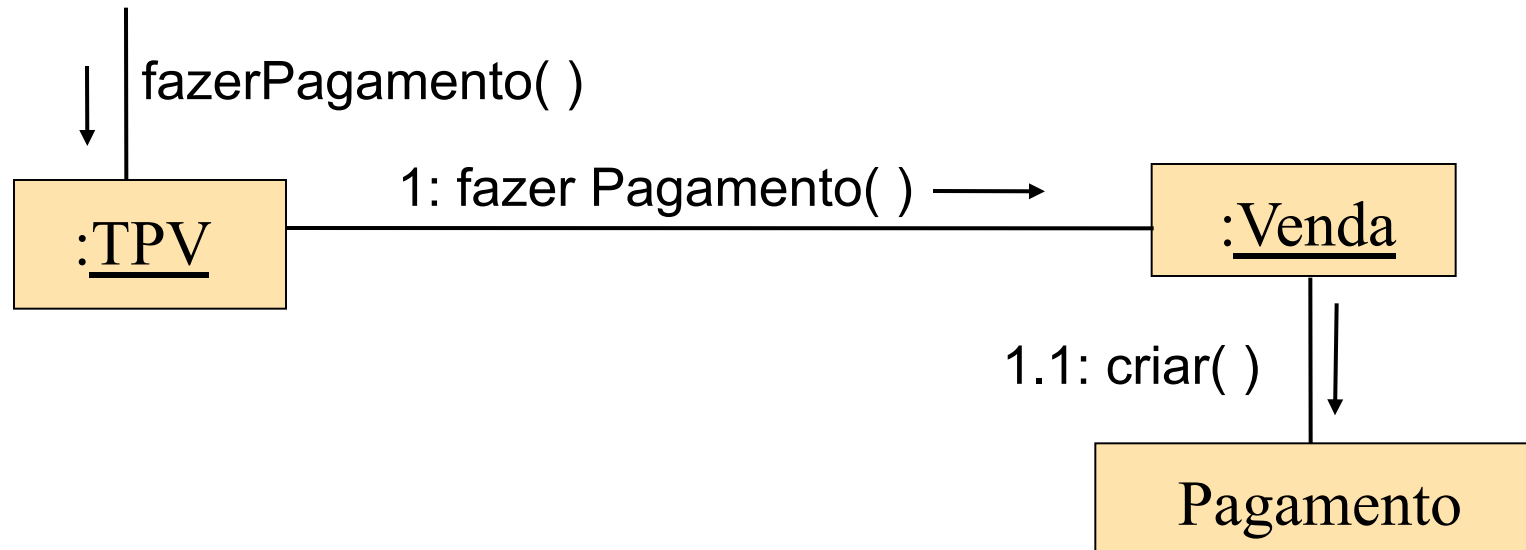 fazerPagamento( )
1: fazer Pagamento( )
:TPV
:Venda
1.1: criar( )
Pagamento